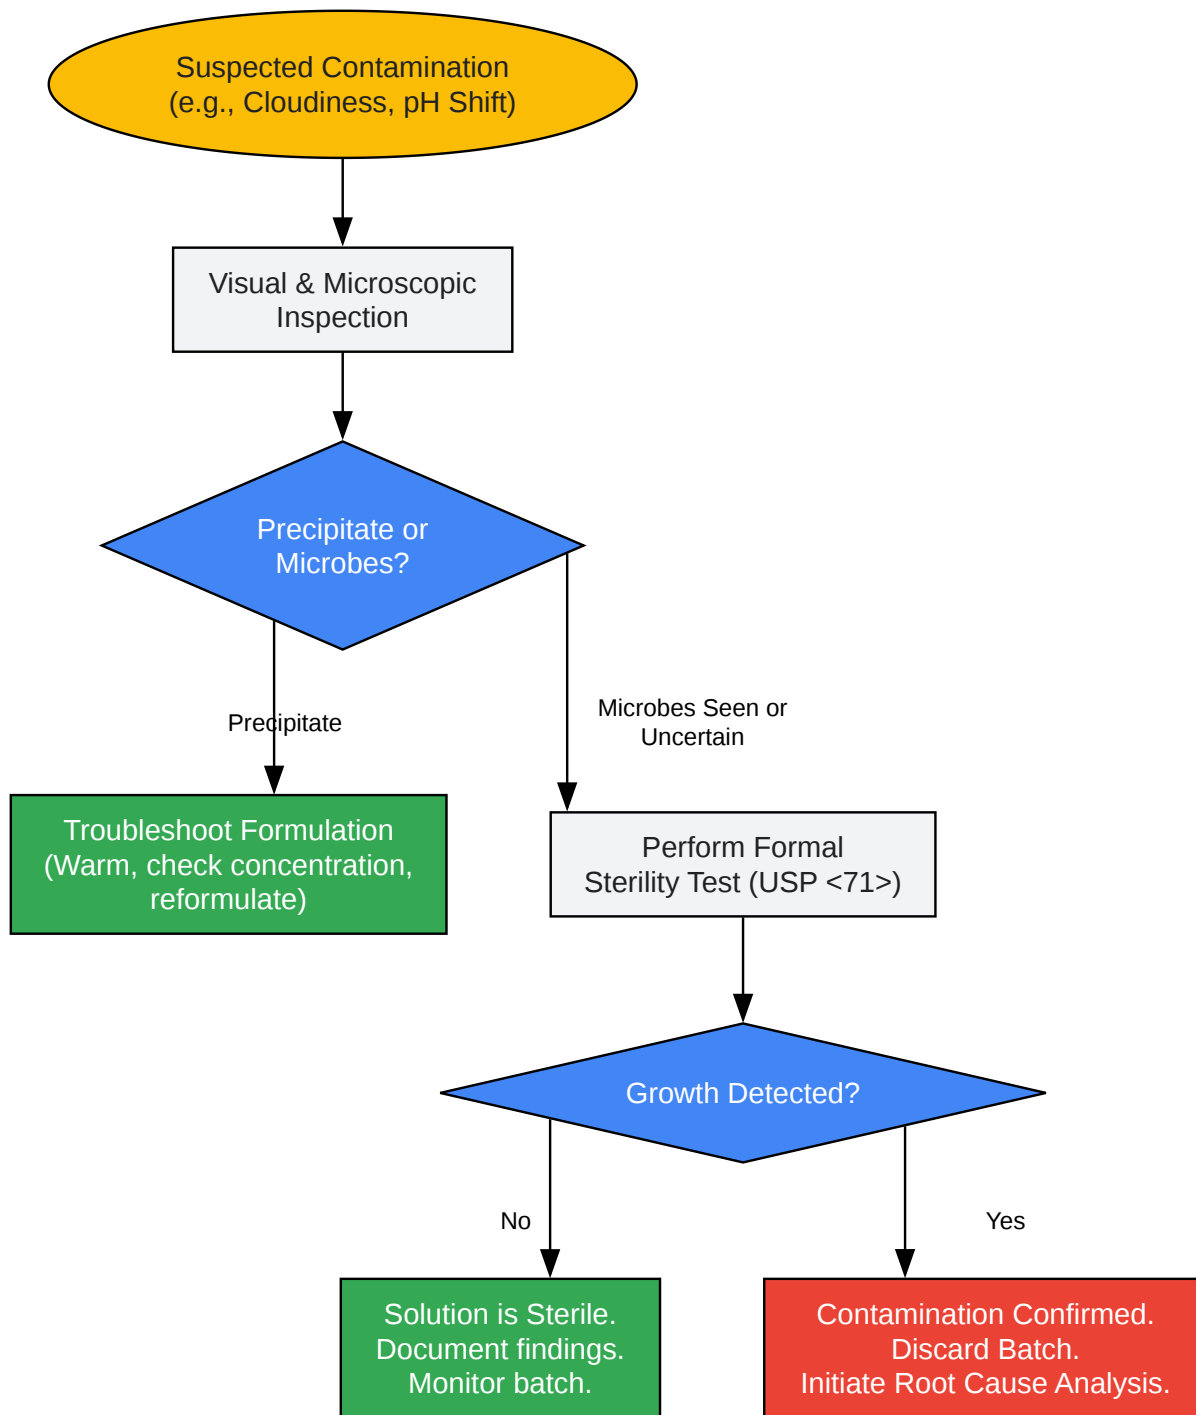 Suspected Contamination
(e.g., Cloudiness, pH Shift)
Visual & Microscopic
Inspection
Precipitate or
Microbes?
Precipitate
Microbes Seen or
Uncertain
Troubleshoot Formulation
(Warm, check concentration,
reformulate)
Perform Formal
Sterility Test (USP <71>)
Growth Detected?
No
Yes
Solution is Sterile.
Document findings.
Monitor batch.
Contamination Confirmed.
Discard Batch.
Initiate Root Cause Analysis.